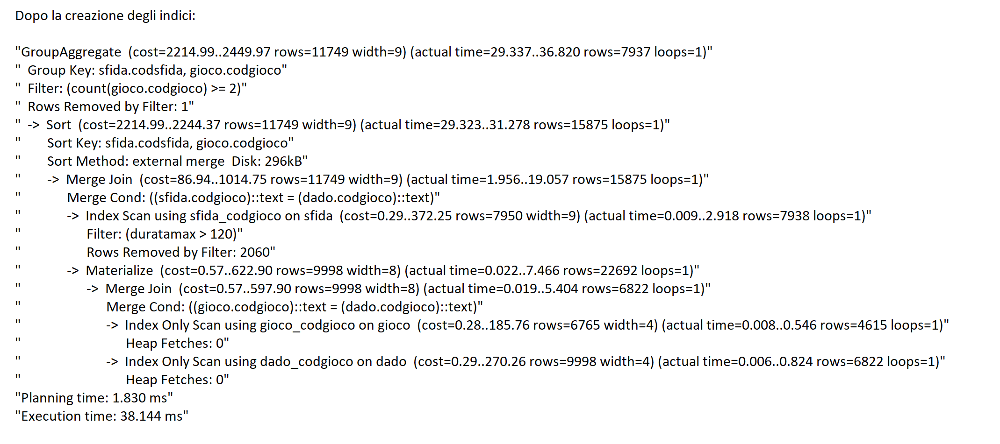 Dopo la creazione degli indici:
"GroupAggregate  (cost=2214.99..2449.97 rows=11749 width=9) (actual time=29.337..36.820 rows=7937 loops=1)"
"  Group Key: sfida.codsfida, gioco.codgioco"
"  Filter: (count(gioco.codgioco) >= 2)"
"  Rows Removed by Filter: 1"
"  ->  Sort  (cost=2214.99..2244.37 rows=11749 width=9) (actual time=29.323..31.278 rows=15875 loops=1)"
"        Sort Key: sfida.codsfida, gioco.codgioco"
"        Sort Method: external merge  Disk: 296kB"
"        ->  Merge Join  (cost=86.94..1014.75 rows=11749 width=9) (actual time=1.956..19.057 rows=15875 loops=1)"
"              Merge Cond: ((sfida.codgioco)::text = (dado.codgioco)::text)"
"              ->  Index Scan using sfida_codgioco on sfida  (cost=0.29..372.25 rows=7950 width=9) (actual time=0.009..2.918 rows=7938 loops=1)"
"                    Filter: (duratamax > 120)"
"                    Rows Removed by Filter: 2060"
"              ->  Materialize  (cost=0.57..622.90 rows=9998 width=8) (actual time=0.022..7.466 rows=22692 loops=1)"
"                    ->  Merge Join  (cost=0.57..597.90 rows=9998 width=8) (actual time=0.019..5.404 rows=6822 loops=1)"
"                          Merge Cond: ((gioco.codgioco)::text = (dado.codgioco)::text)"
"                          ->  Index Only Scan using gioco_codgioco on gioco  (cost=0.28..185.76 rows=6765 width=4) (actual time=0.008..0.546 rows=4615 loops=1)"
"                                Heap Fetches: 0"
"                          ->  Index Only Scan using dado_codgioco on dado  (cost=0.29..270.26 rows=9998 width=4) (actual time=0.006..0.824 rows=6822 loops=1)"
"                                Heap Fetches: 0"
"Planning time: 1.830 ms"
"Execution time: 38.144 ms"